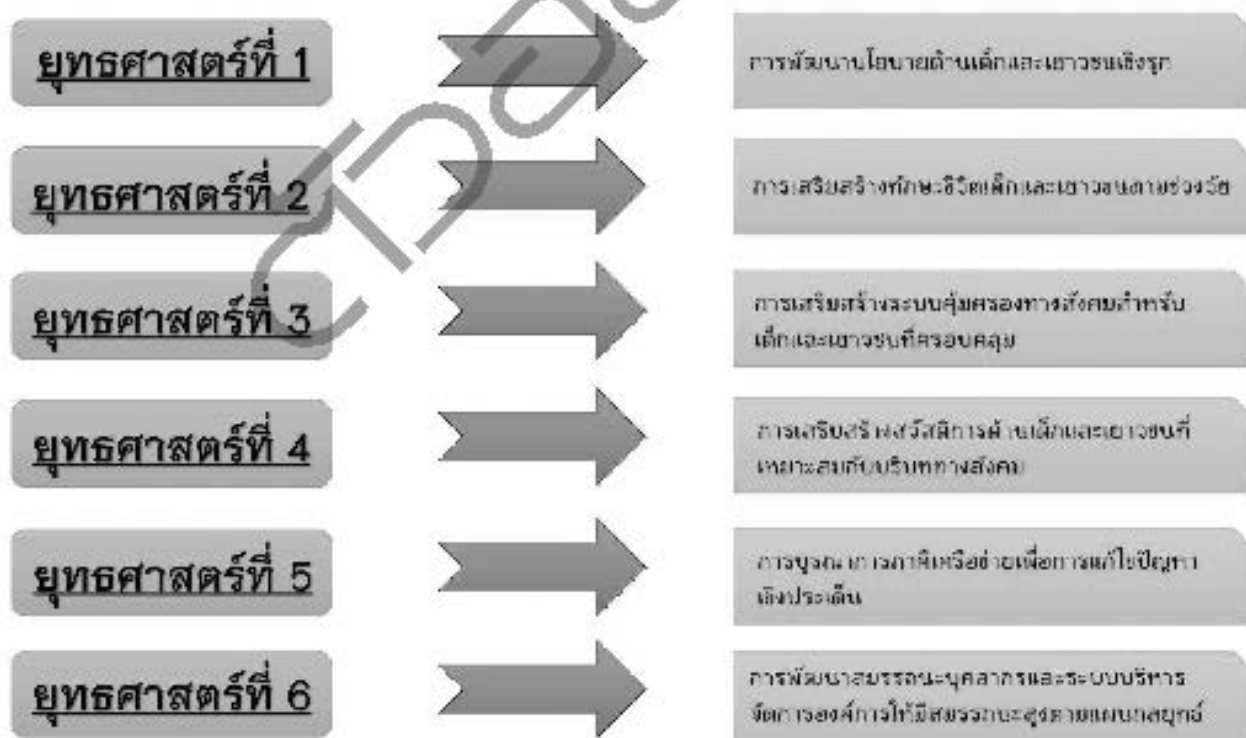 ยุทธศาสตร์ที่ 1
การพัฒนานโยบายด้านเด็กและเยาวชนเชิงรุก
ยุทธศาสตร์ที่ 2
การเสริมสร้างทักษะชีวิตเด็กและเยาวชนตามช่วงวัย
ยุทธศาสตร์ที่ 3
การเสริมสร้างระบบคุ้มครองทางสังคมสำหรับ
เด็กและเยาวชนที่ครอบคลุม
ยุทธศาสตร์ที่ 4
การเสริมสร้างสวัสดิการด้านเด็กและเยาวชนที่
เหมาะสมกับบริบททางสังคม
ยุทธศาสตร์ที่ 5
การบูรณาการภาคีเครือข่ายเพื่อการแก้ไขปัญหา
เชิงประเด็น
ยุทธศาสตร์ที่ 6
การพัฒนาสมรรถนะบุคลากรและระบบบริหาร
จัดการองค์การให้มีสมรรถนะสูงตามแผนกลยุทธ์